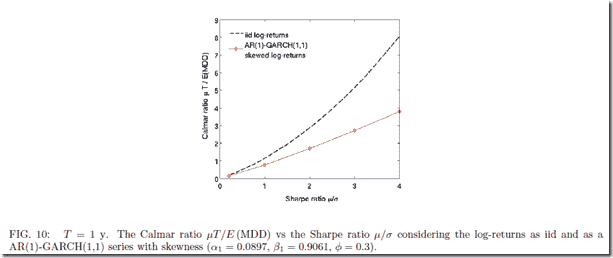 9
8
7
6
5
4
3
2
1
0
Calmar ratio μ T / E(MDD)
iid log-returns
AR(1)-GARCH(1,1)
skewed log-returns
0 1 2 3 4
Sharpe ratio μ/σ
FIG. 10: T = 1 y. The Calmar ratio μT/E (MDD) vs the Sharpe ratio μ/σ considering the log-returns as iid and as a
AR(1)-GARCH(1,1) series with skewness (α₁ = 0.0897, β₁ = 0.9061, ϕ = 0.3).